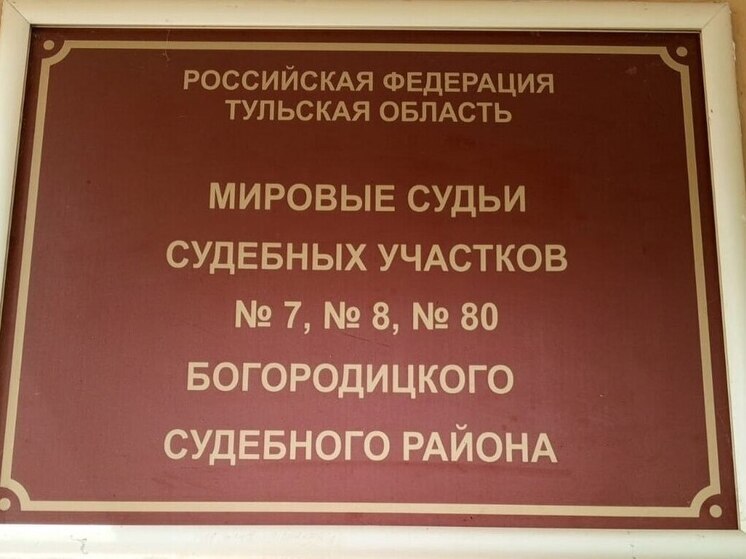 РОССИЙСКАЯ ФЕДЕРАЦИЯ
ТУЛЬСКАЯ ОБЛАСТЬ
МИРОВЫЕ СУДЬИ
СУДЕБНЫХ УЧАСТКОВ
№ 7, № 8, № 80
БОГОРОДИЦКОГО
СУДЕБНОГО РАЙОНА